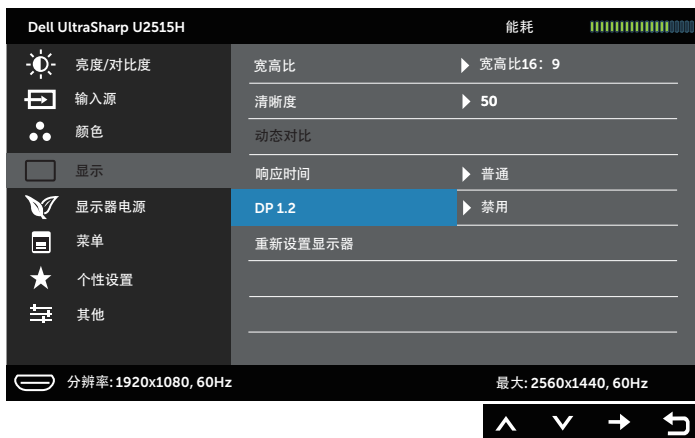 Dell UltraSharp U2515H 能耗
亮度/对比度
输入源
颜色
显示
显示器电源
菜单
个性设置
其他
宽高比 宽高比16：9
清晰度 50
动态对比
响应时间 普通
DP 1.2 禁用
重新设置显示器
分辨率: 1920x1080, 60Hz 最大: 2560x1440, 60Hz